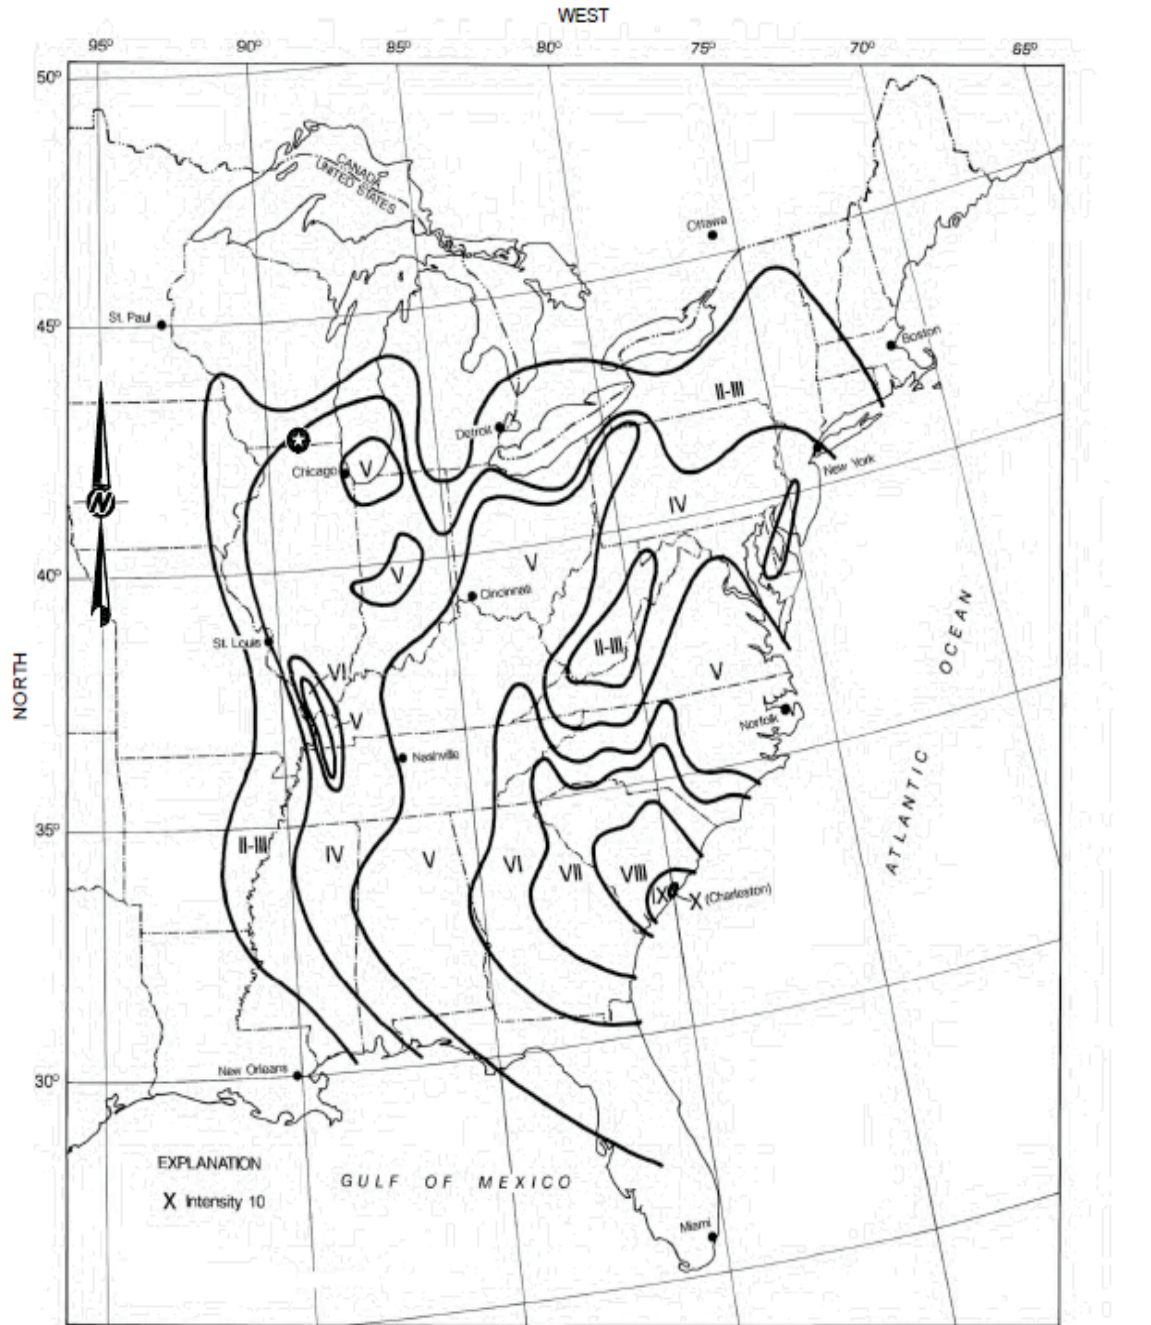 WEST
95° 90° 85° 80° 75° 70° 65°
50°
CANADA
UNITED STATES
Ottawa
St. Paul
45°
Boston
II-III
Detroit
Chicago
V
New York
N
IV
V
V
V
40°
Cincinnati
St. Louis
II-III
VI
V
V
NORTH
OCEAN
Norfolk
Nashville
ATLANTIC
35°
II-III
IV
V
VI
VII
VIII
IX
X (Charleston)
New Orleans
30°
EXPLANATION
X Intensity 10
GULF OF MEXICO
Miami